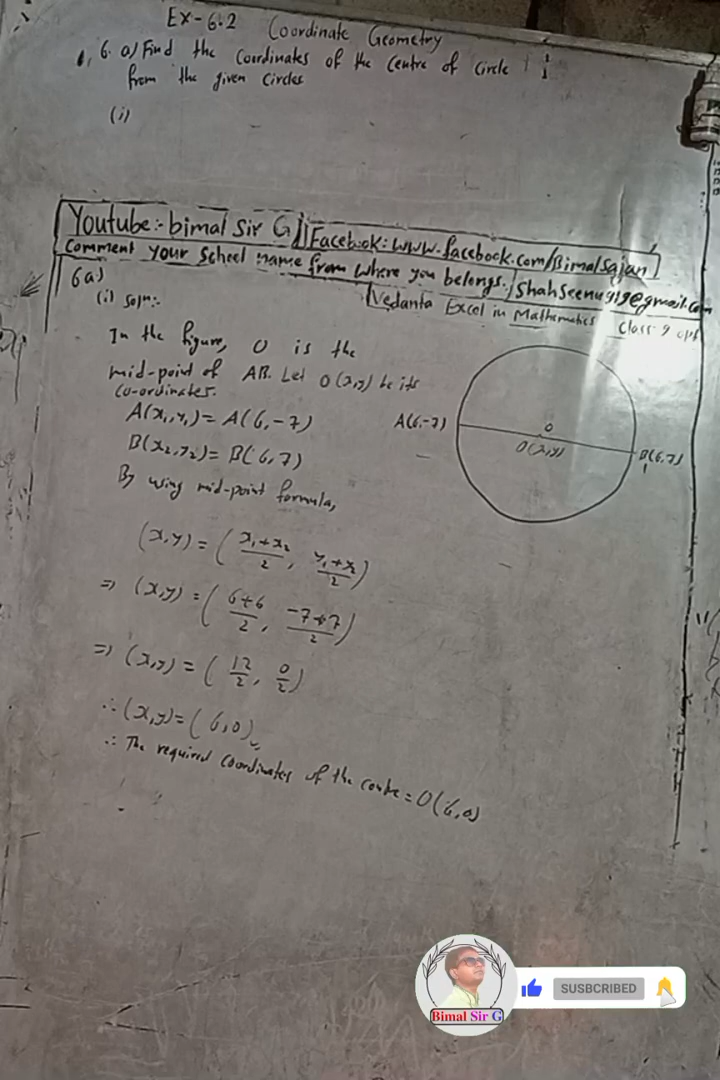 Ex-6.2 Coordinate Geometry
6. a) Find the coordinates of the centre of circle
from the given circles
(i)
Youtube:- bimal Sir G || Facebook: www.facebook.com/Bimalsajan
Comment your school name from where you belongs. / Shahseenu919@gmail.com
6a)
(i) Soln:-
Vedanta Excel in Mathematics Class 9 opt
In the figure, O is the
mid-point of AB. Let O(x,y) be its
co-ordinates.
A(x₁,y₁) = A(6,-7)
B(x₂,y₂) = B(6,7)
By using mid-point formula,
A(6,-7)
O
O(x,y)
B(6,7)
(x,y) = (x₁+x₂/2, y₁+y₂/2)
=> (x,y) = (6+6/2, -7+7/2)
=> (x,y) = (12/2, 0/2)
∴ (x,y) = (6,0)
∴ The required coordinates of the centre = O(6,0)
SUSBCRIBED
Bimal Sir G